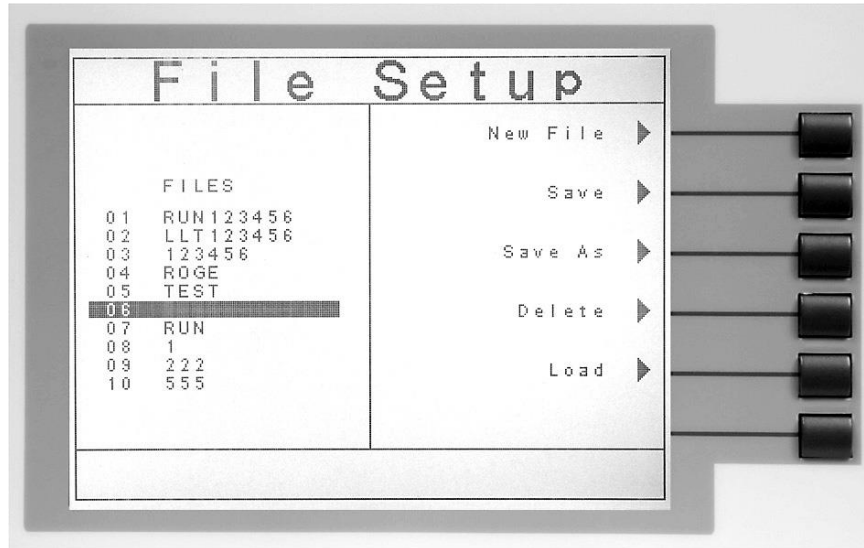 File Setup
FILES
01 RUN123456
02 LLT123456
03 123456
04 ROGE
05 TEST
06
07 RUN
08 1
09 222
10 555
New File
Save
Save As
Delete
Load